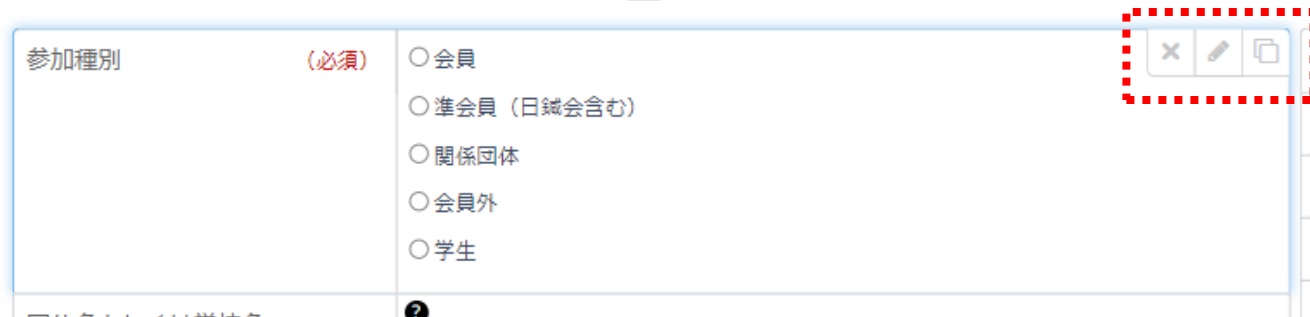 参加種別 （必須）
会員
準会員（日鍼会含む）
関係団体
会員外
学生